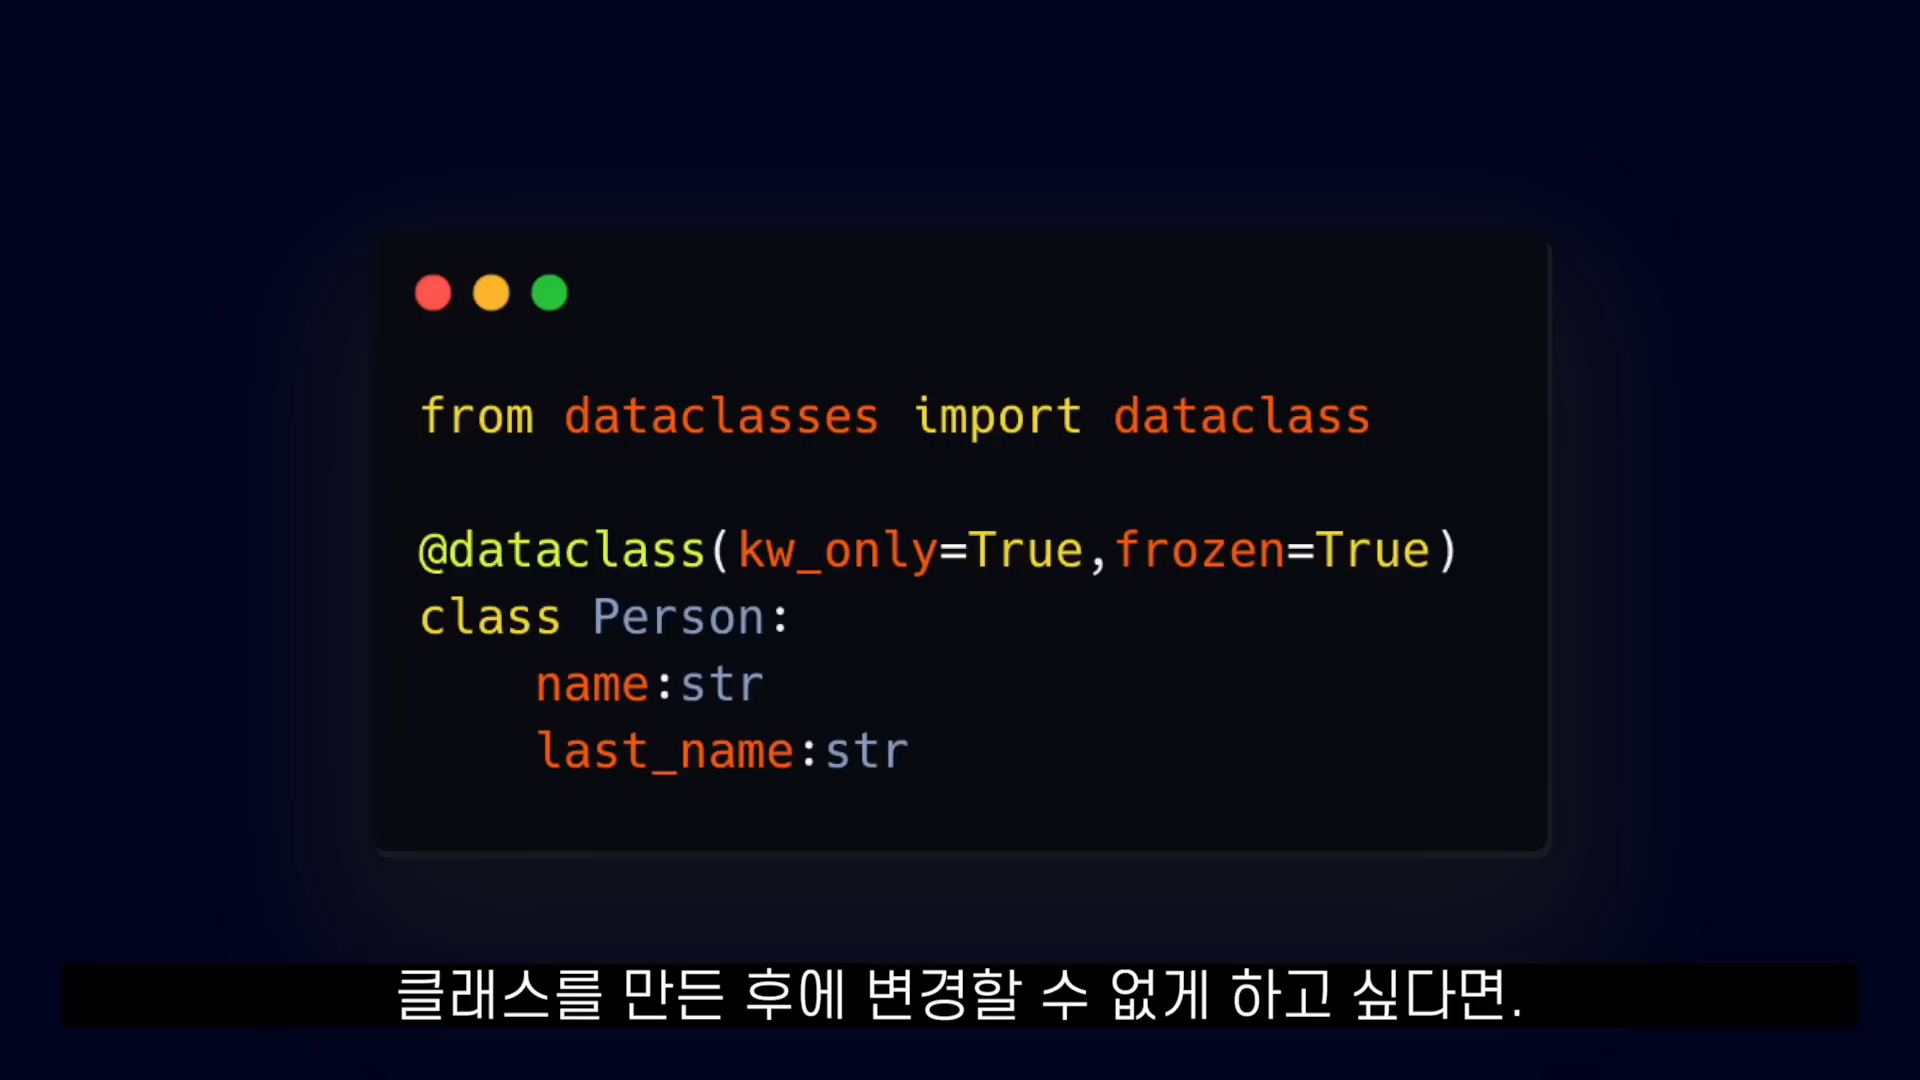 from dataclasses import dataclass
@dataclass(kw_only=True,frozen=True)
class Person:
    name:str
    last_name:str
클래스를 만든 후에 변경할 수 없게 하고 싶다면.